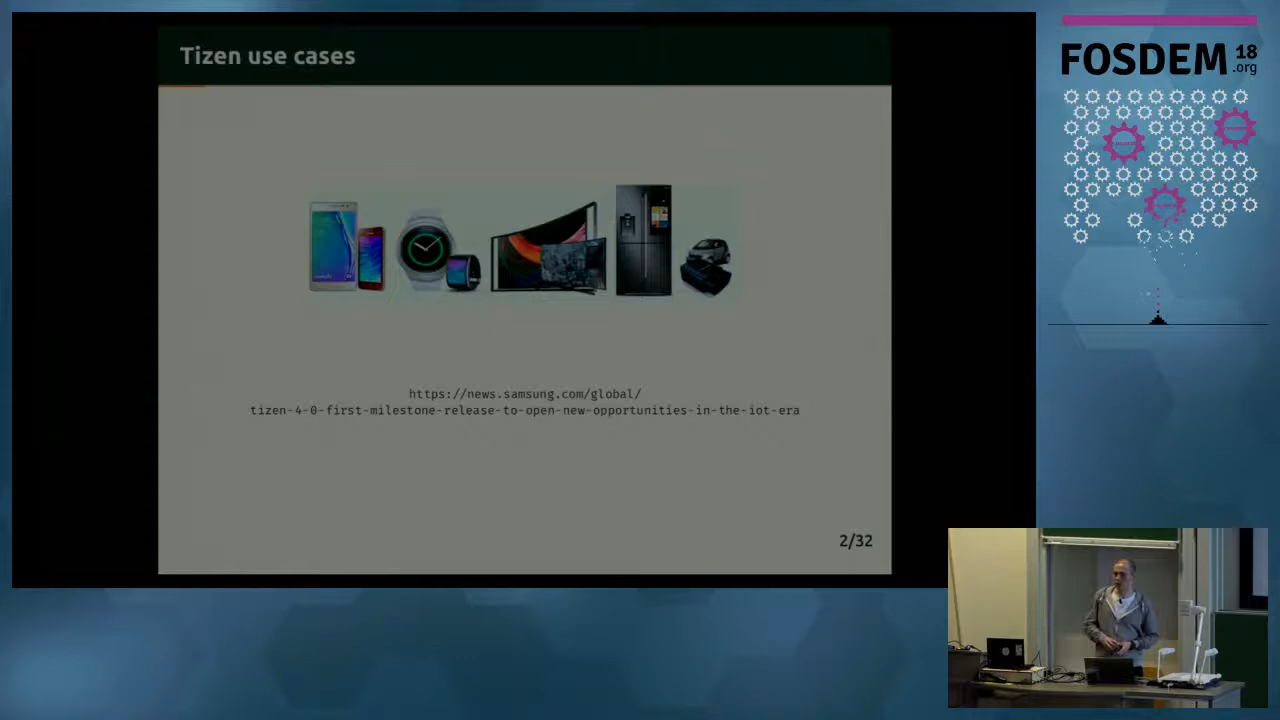 Tizen use cases
https://news.samsung.com/global/
tizen-4-0-first-milestone-release-to-open-new-opportunities-in-the-iot-era
2/32
FOSDEM 18
.org